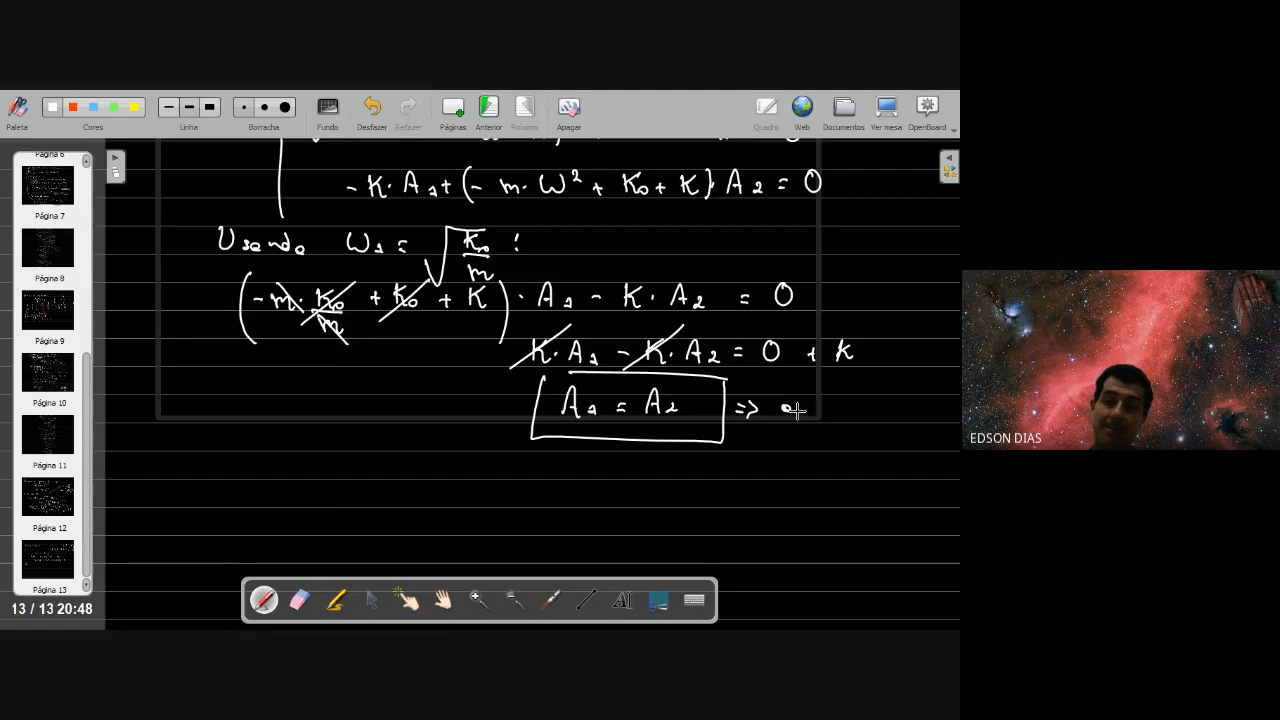 Paleta Cores Linha Borracha Fundo Desfazer Refazer Páginas Anterior Próximo Apagar Quadro Web Documentos Ver mesa OpenBoard
Página 6
Página 7
Página 8
Página 9
Página 10
Página 11
Página 12
Página 13
13 / 13 20:48
- K · A₁ + (- m · ω² + K₀ + K) · A₂ = 0
Usando ω₁ = √(K₀/m) :
(- m · K₀/m + K₀ + K) · A₁ - K · A₂ = 0
K · A₁ - K · A₂ = 0 ÷ K
A₁ = A₂ =>
EDSON DIAS
AI